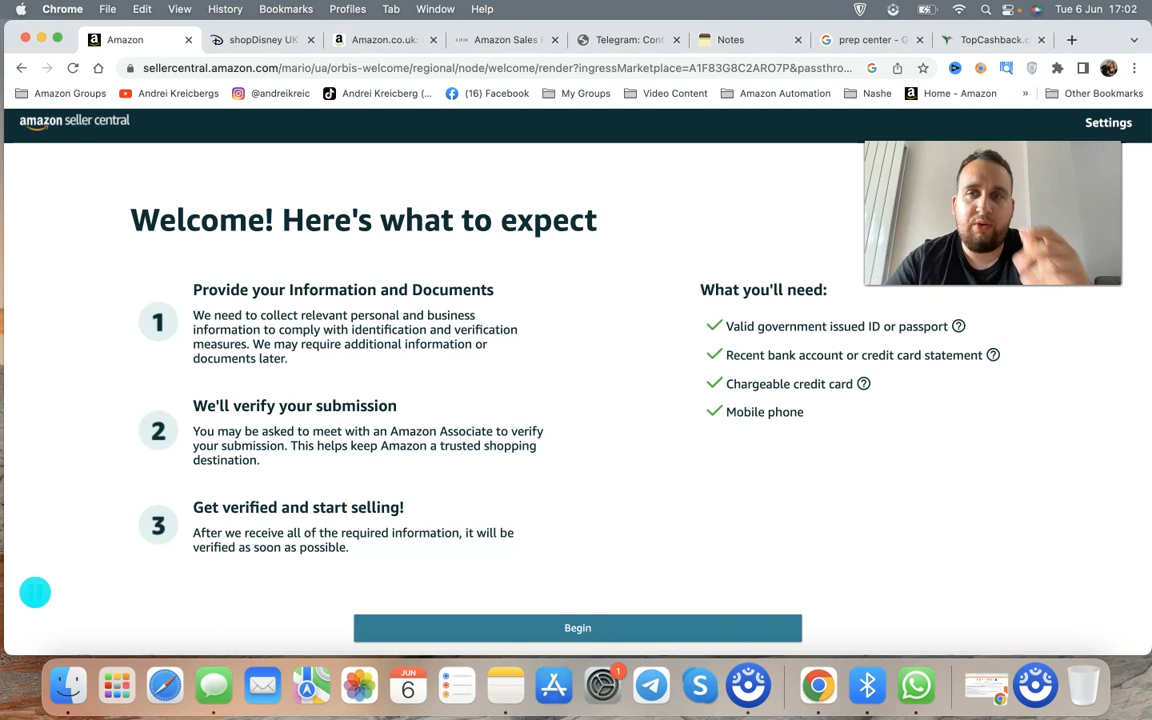 Chrome File Edit View History Bookmarks Profiles Tab Window Help Tue 6 Jun 17:02
Amazon shopDisney UK Amazon.co.uk: Amazon Sales Telegram: Cont Notes prep center - G TopCashback.c
sellercentral.amazon.com/mario/ua/orbis-welcome/regional/node/welcome/render?ingressMarketplace=A1F83G8C2ARO7P&passthro...
Amazon Groups Andrei Kreicbergs @andreikreic Andrei Kreicberg (... (16) Facebook My Groups Video Content Amazon Automation Nashe Home - Amazon » Other Bookmarks
amazon seller central Settings
Welcome! Here's what to expect
1
Provide your Information and Documents
We need to collect relevant personal and business
information to comply with identification and verification
measures. We may require additional information or
documents later.
2
We'll verify your submission
You may be asked to meet with an Amazon Associate to verify
your submission. This helps keep Amazon a trusted shopping
destination.
3
Get verified and start selling!
After we receive all of the required information, it will be
verified as soon as possible.
What you'll need:
Valid government issued ID or passport
Recent bank account or credit card statement
Chargeable credit card
Mobile phone
Begin
JUN
6
1